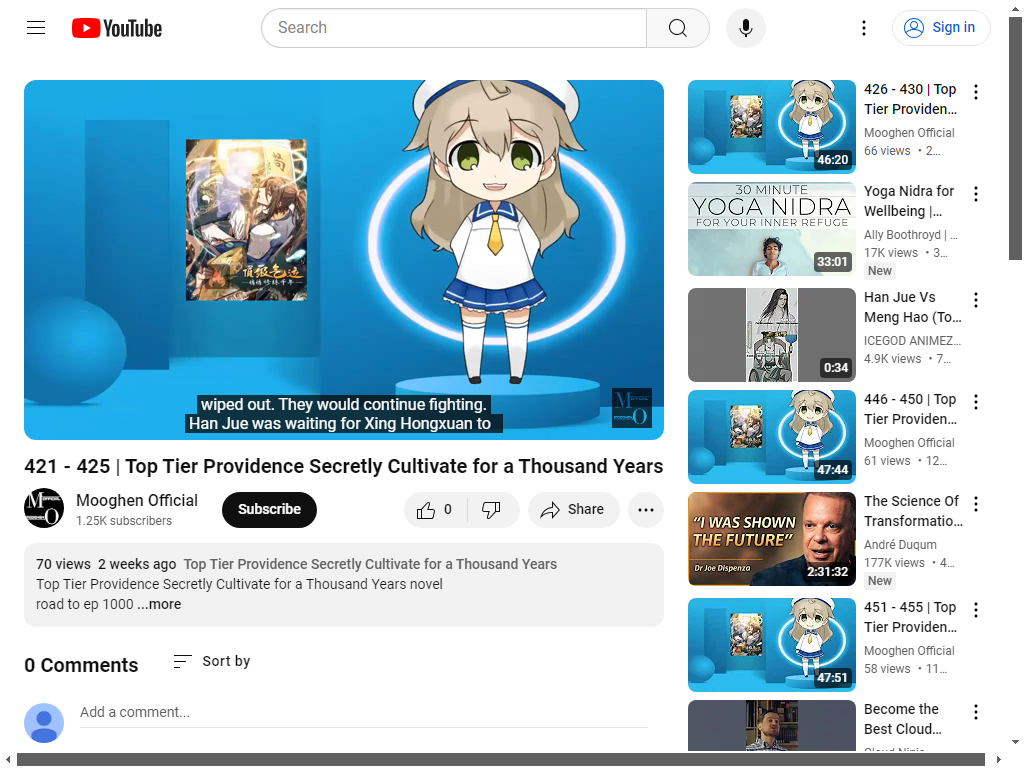 YouTube
Search
Sign in
wiped out. They would continue fighting.
Han Jue was waiting for Xing Hongxuan to
421 - 425 | Top Tier Providence Secretly Cultivate for a Thousand Years
Mooghen Official
1.25K subscribers
Subscribe
0
Share
70 views 2 weeks ago Top Tier Providence Secretly Cultivate for a Thousand Years
Top Tier Providence Secretly Cultivate for a Thousand Years novel
road to ep 1000 ...more
0 Comments
Sort by
Add a comment...
46:20
426 - 430 | Top
Tier Providen...
Mooghen Official
66 views • 2...
30 MINUTE
YOGA NIDRA
FOR YOUR INNER REFUGE
33:01
Yoga Nidra for
Wellbeing |...
Ally Boothroyd | ...
17K views • 3...
New
0:34
Han Jue Vs
Meng Hao (To...
ICEGOD ANIMEZ...
4.9K views • 7...
47:44
446 - 450 | Top
Tier Providen...
Mooghen Official
61 views • 12...
“I WAS SHOWN
THE FUTURE”
Dr Joe Dispenza
2:31:32
The Science Of
Transformatio...
André Duqum
177K views • 4...
New
47:51
451 - 455 | Top
Tier Providen...
Mooghen Official
58 views • 11...
Become the
Best Cloud...